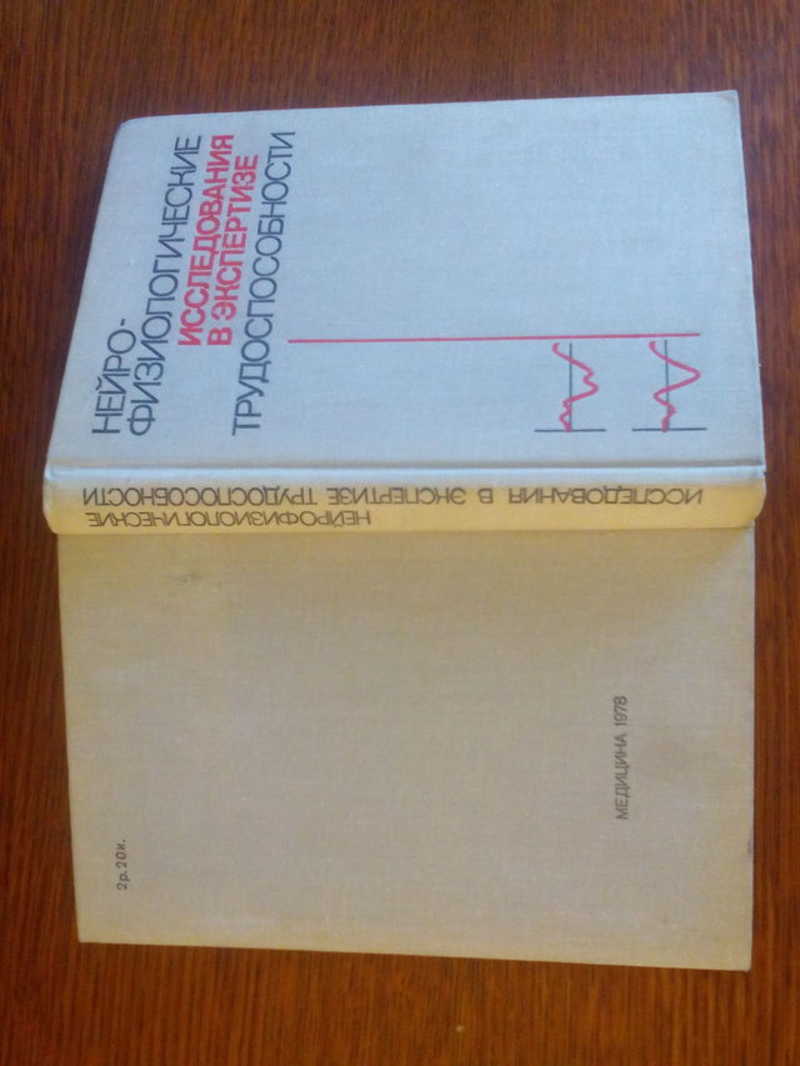 НЕЙРО-
ФИЗИОЛОГИЧЕСКИЕ
ИССЛЕДОВАНИЯ
В ЭКСПЕРТИЗЕ
ТРУДОСПОСОБНОСТИ
НЕЙРОФИЗИОЛОГИЧЕСКИЕ
ИССЛЕДОВАНИЯ В ЭКСПЕРТИЗЕ ТРУДОСПОСОБНОСТИ
2р.20к.
МЕДИЦИНА 1978